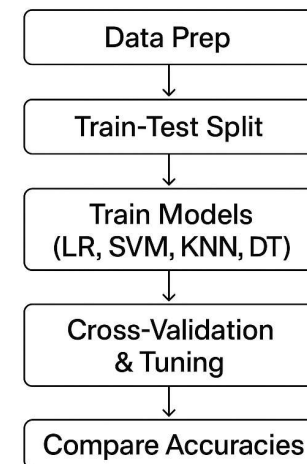 Data Prep
Train-Test Split
Train Models
(LR, SVM, KNN, DT)
Cross-Validation
& Tuning
Compare Accuracies